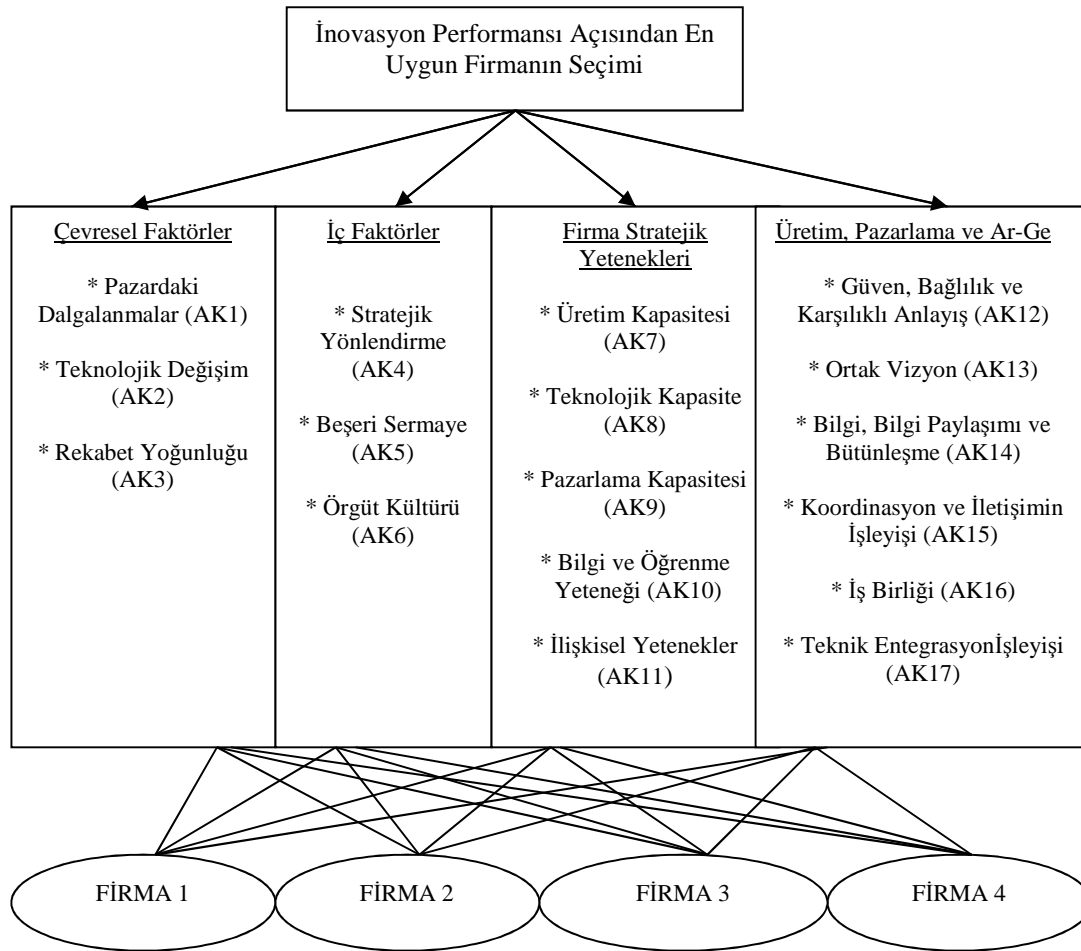 İnovasyon Performansı Açısından En
Uygun Firmanın Seçimi
Çevresel Faktörler
* Pazardaki
Dalgalanmalar (AK1)
* Teknolojik Değişim
(AK2)
* Rekabet Yoğunluğu
(AK3)
İç Faktörler
* Stratejik
Yönlendirme
(AK4)
* Beşeri Sermaye
(AK5)
* Örgüt Kültürü
(AK6)
Firma Stratejik
Yetenekleri
* Üretim Kapasitesi
(AK7)
* Teknolojik Kapasite
(AK8)
* Pazarlama Kapasitesi
(AK9)
* Bilgi ve Öğrenme
Yeteneği (AK10)
* İlişkisel Yetenekler
(AK11)
Üretim, Pazarlama ve Ar-Ge
* Güven, Bağlılık ve
Karşılıklı Anlayış (AK12)
* Ortak Vizyon (AK13)
* Bilgi, Bilgi Paylaşımı ve
Bütünleşme (AK14)
* Koordinasyon ve İletişimin
İşleyişi (AK15)
* İş Birliği (AK16)
* Teknik Entegrasyonİşleyişi
(AK17)
FİRMA 1
FİRMA 2
FİRMA 3
FİRMA 4